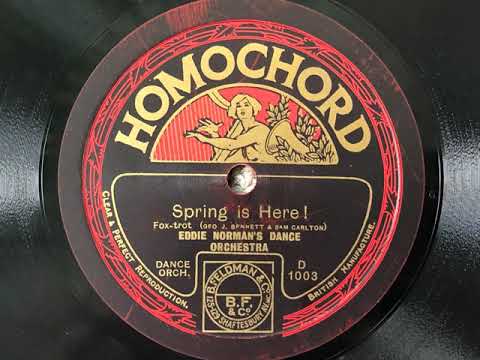 HOMOCHORD
Spring is Here!
Fox-trot (GEO J. BENNETT & SAM CARLTON)
EDDIE NORMAN'S DANCE
ORCHESTRA
DANCE
ORCH.
D
1003
CLEAR & PERFECT REPRODUCTION.
B. FELDMAN & Co
125-129 SHAFTESBURY AVE.
B.F.
& Co
BRITISH MANUFACTURE.